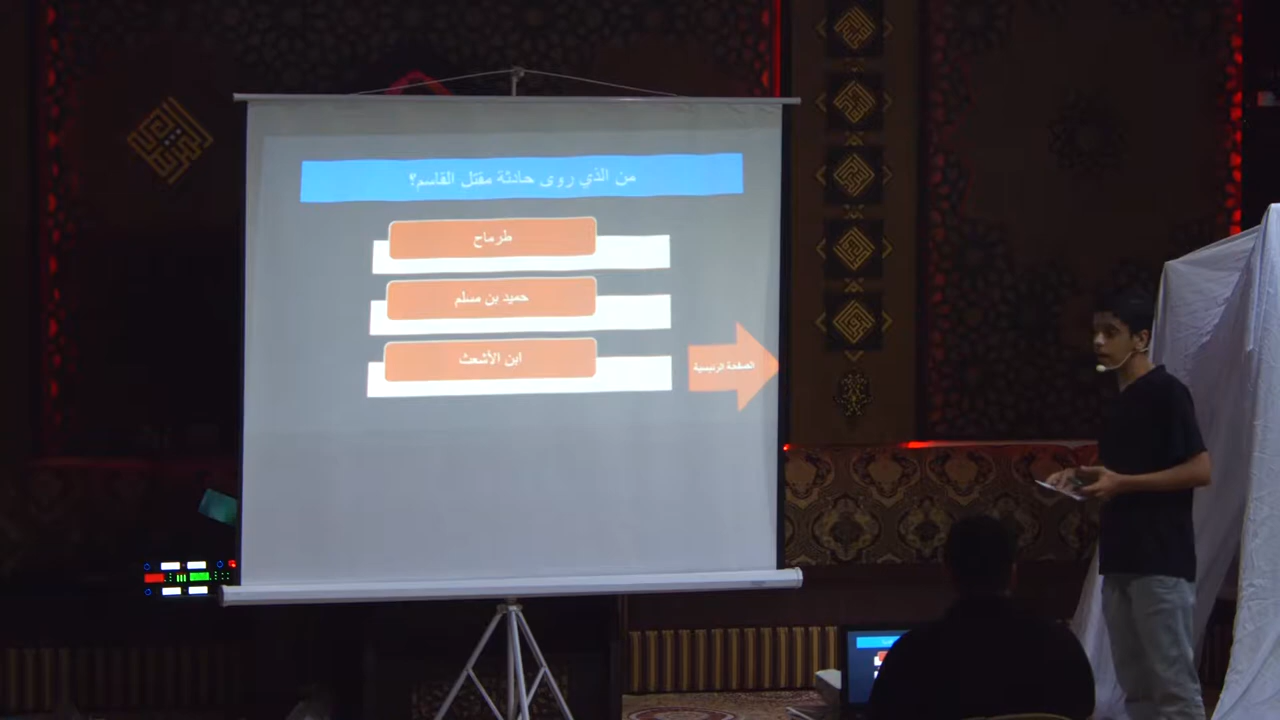 من الذي روى حادثة مقتل القاسم؟
طرماح
حميد بن مسلم
ابن الأشعث
الصفحة الرئيسية